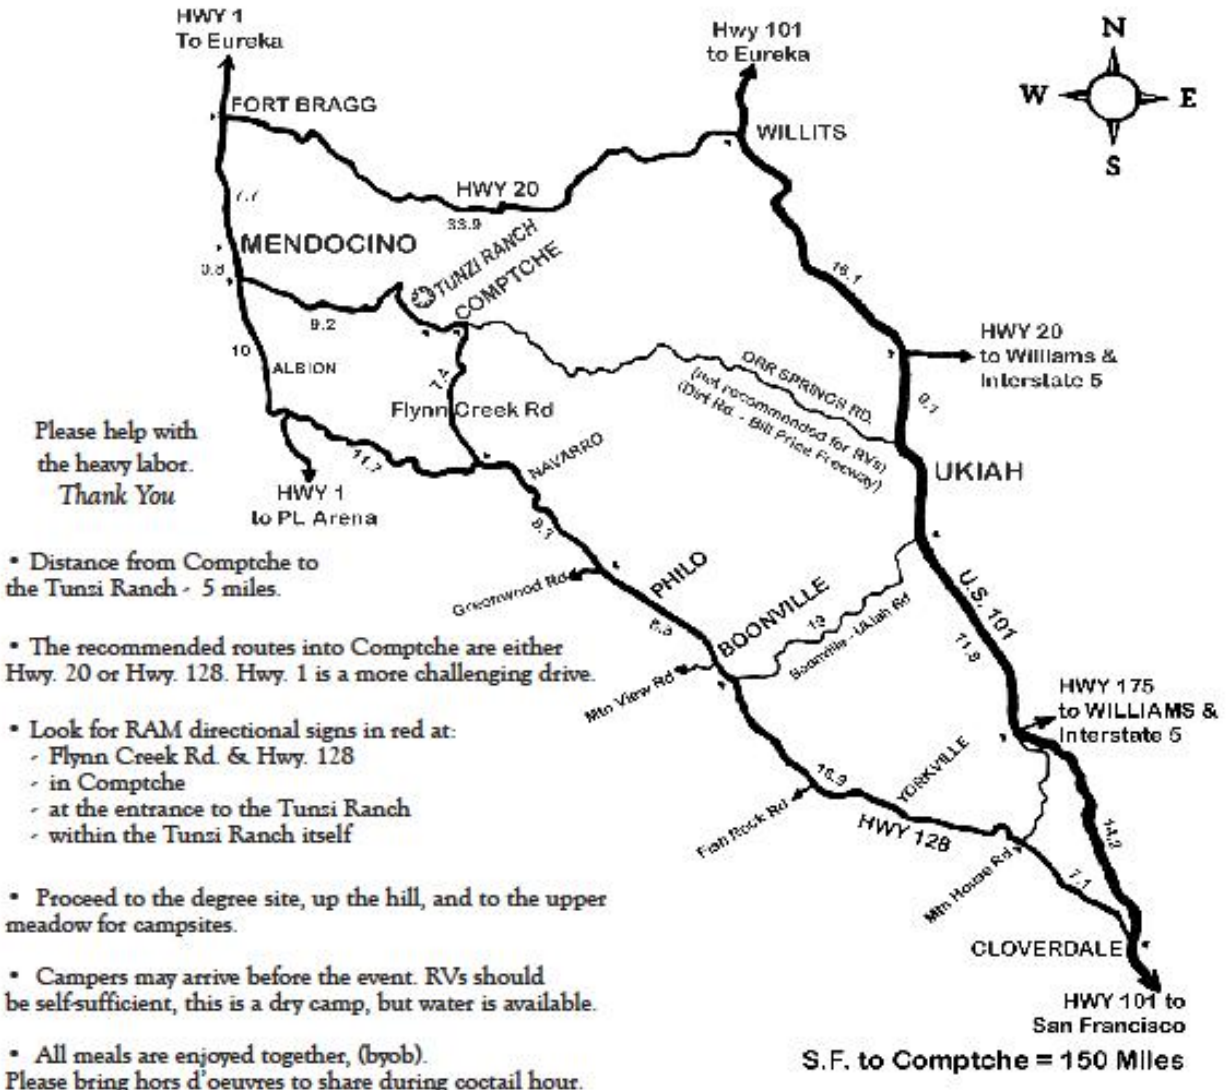 HWY 1
To Eureka
Hwy 101
to Eureka
N
W
E
S
FORT BRAGG
WILLITS
HWY 20
33.9
7.7
MENDOCINO
TUNZI RANCH
COMPTCHE
9.2
16.1
10
ALBION
7.4
Flynn Creek Rd
ORR SPRINGS RD.
(not recommended for RVs)
(Dirt Rd. - Bill Price Freeway)
HWY 20
to Williams &
Interstate 5
UKIAH
Please help with
the heavy labor.
Thank You
11.7
NAVARRO
HWY 1
to Pt. Arena
• Distance from Comptche to
the Tunzi Ranch - 5 miles.
Greenwood Rd
PHILO
BOONVILLE
Boonville - Ukiah Rd
U.S. 101
• The recommended routes into Comptche are either
Hwy. 20 or Hwy. 128. Hwy. 1 is a more challenging drive.
Mtn View Rd
HWY 175
to WILLIAMS &
Interstate 5
• Look for RAM directional signs in red at:
- Flynn Creek Rd. & Hwy. 128
- in Comptche
- at the entrance to the Tunzi Ranch
- within the Tunzi Ranch itself
YORKVILLE
Fish Rock Rd
HWY 128
14.2
Mtn House Rd
7.1
• Proceed to the degree site, up the hill, and to the upper
meadow for campsites.
CLOVERDALE
• Campers may arrive before the event. RVs should
be self-sufficient, this is a dry camp, but water is available.
HWY 101 to
San Francisco
• All meals are enjoyed together, (byob).
Please bring hors d'oeuvres to share during coctail hour.
S.F. to Comptche = 150 Miles